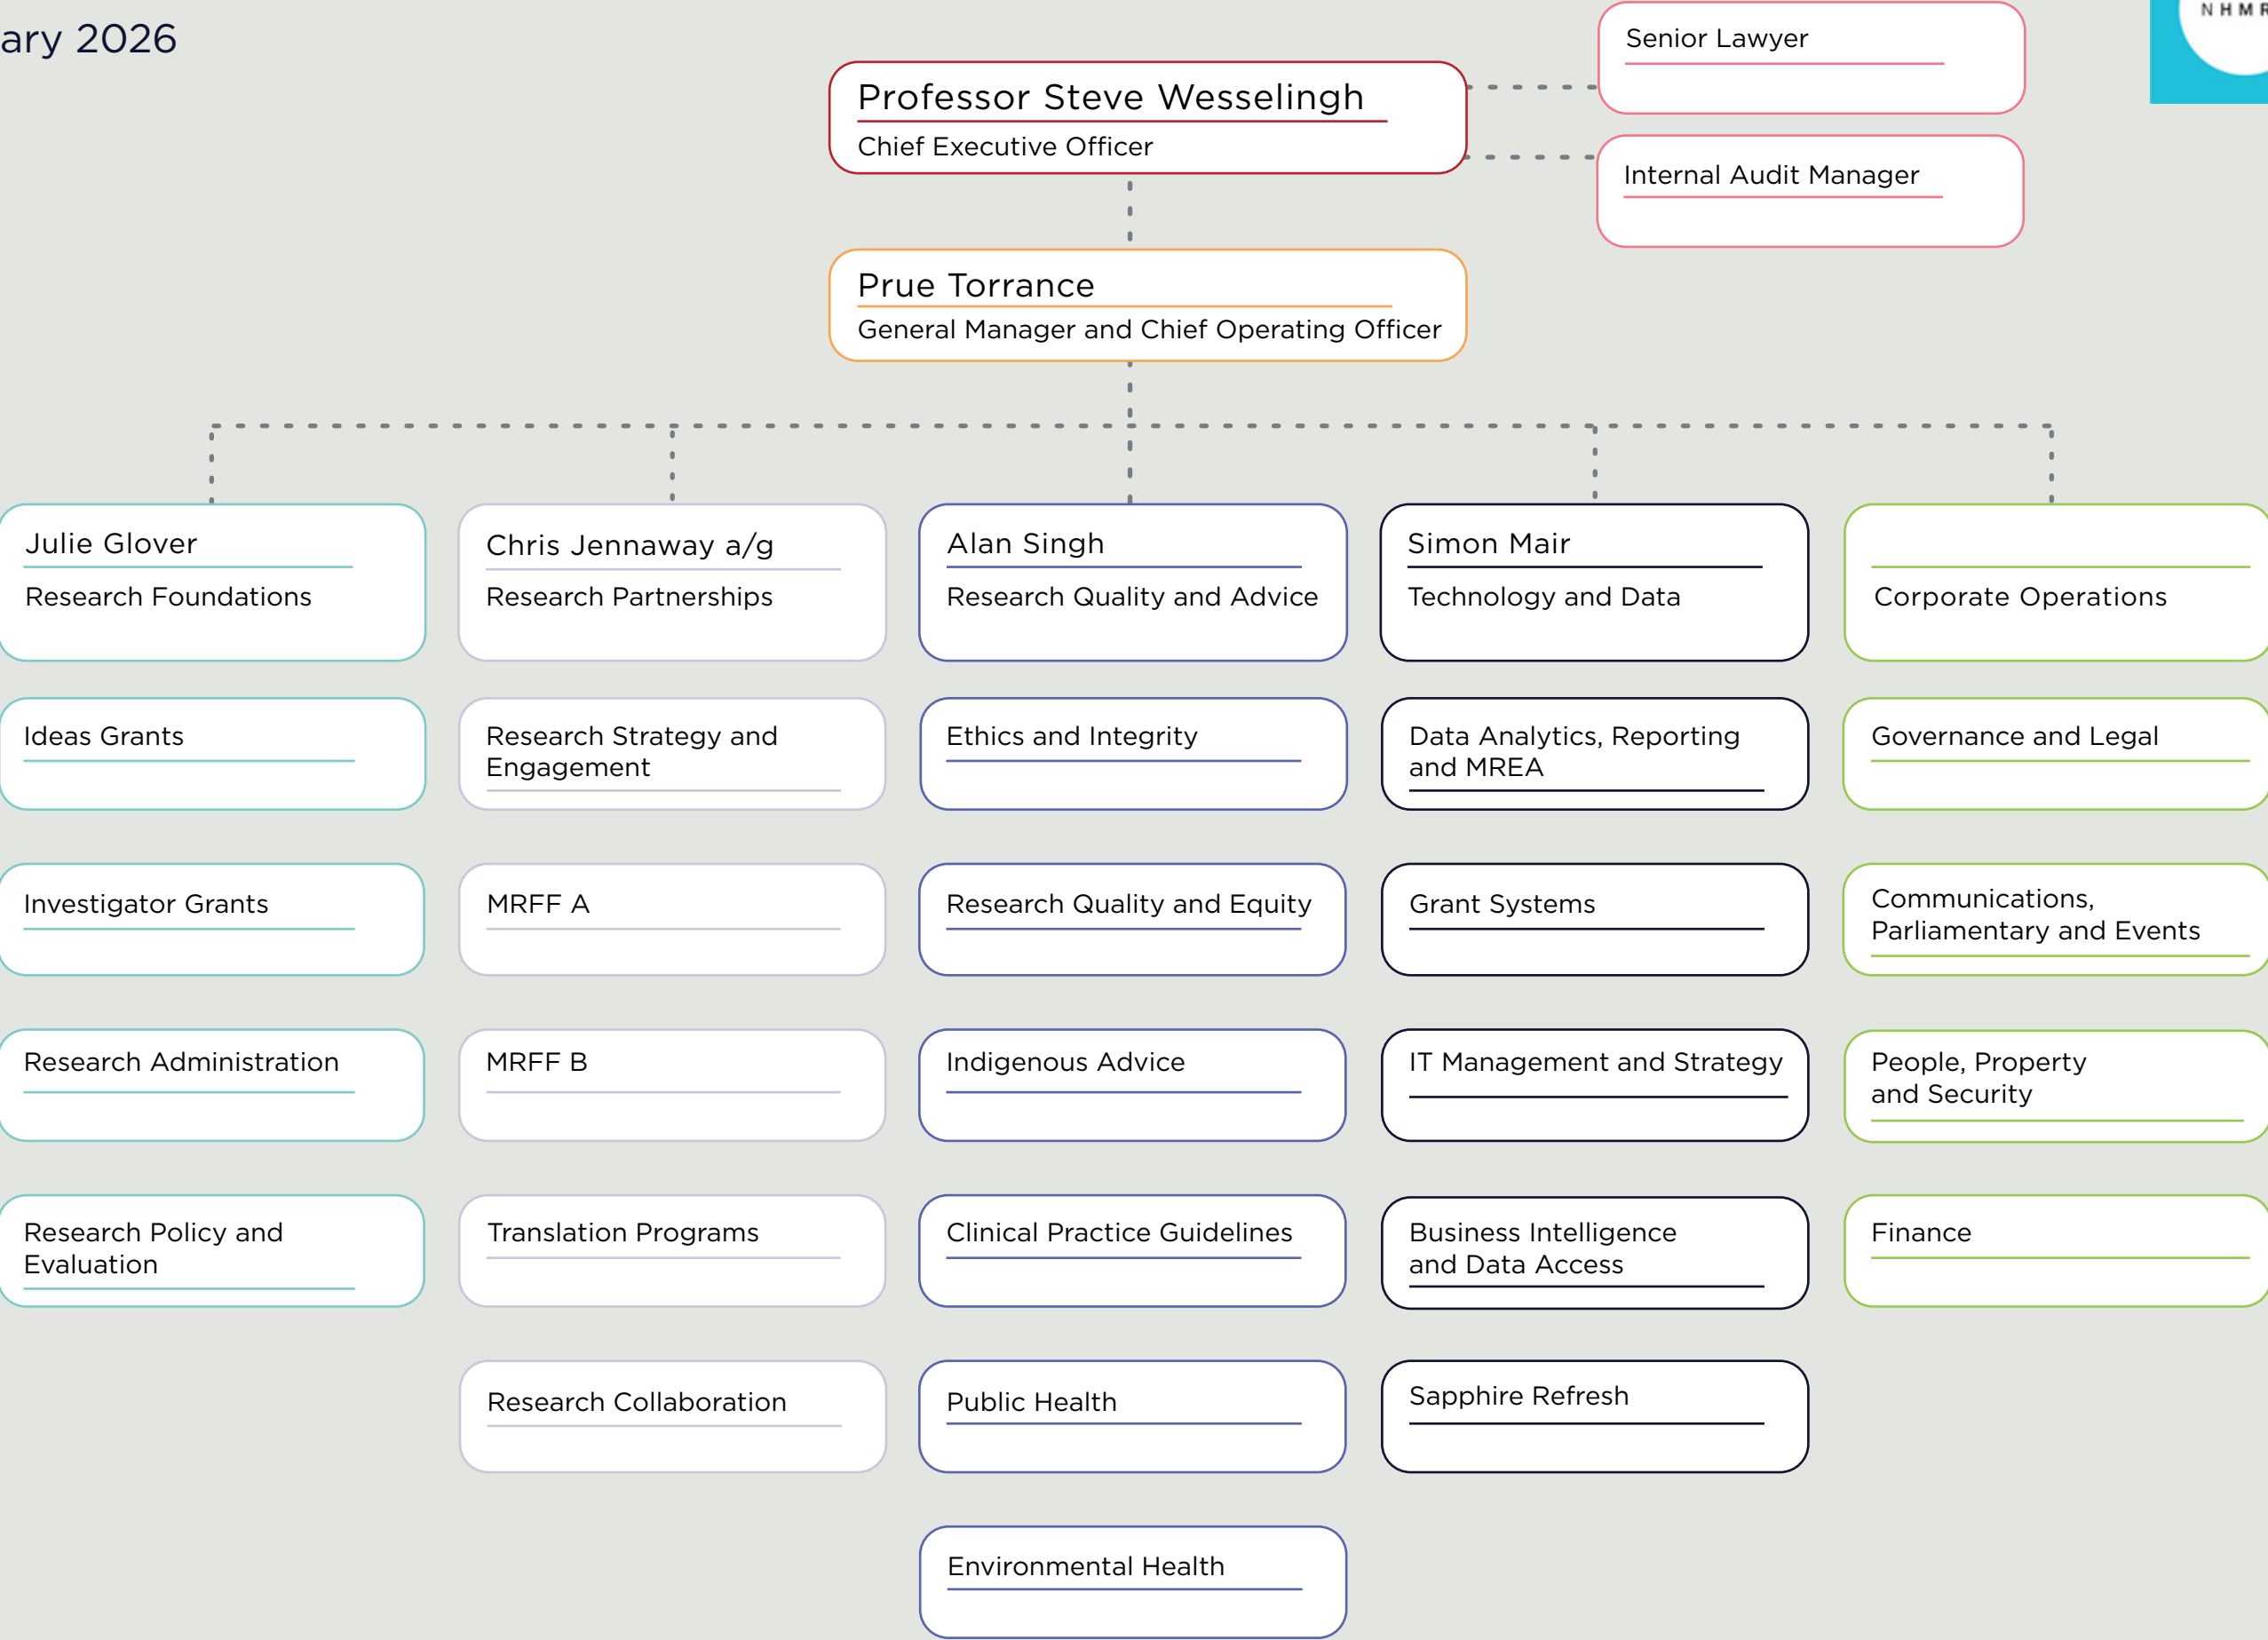 ary 2026
NHMR
Senior Lawyer
Professor Steve Wesselingh
Chief Executive Officer
Internal Audit Manager
Prue Torrance
General Manager and Chief Operating Officer
Julie Glover
Research Foundations
Ideas Grants
Investigator Grants
Research Administration
Research Policy and
Evaluation
Chris Jennaway a/g
Research Partnerships
Research Strategy and
Engagement
MRFF A
MRFF B
Translation Programs
Research Collaboration
Alan Singh
Research Quality and Advice
Ethics and Integrity
Research Quality and Equity
Indigenous Advice
Clinical Practice Guidelines
Public Health
Environmental Health
Simon Mair
Technology and Data
Data Analytics, Reporting
and MREA
Grant Systems
IT Management and Strategy
Business Intelligence
and Data Access
Sapphire Refresh
Corporate Operations
Governance and Legal
Communications,
Parliamentary and Events
People, Property
and Security
Finance